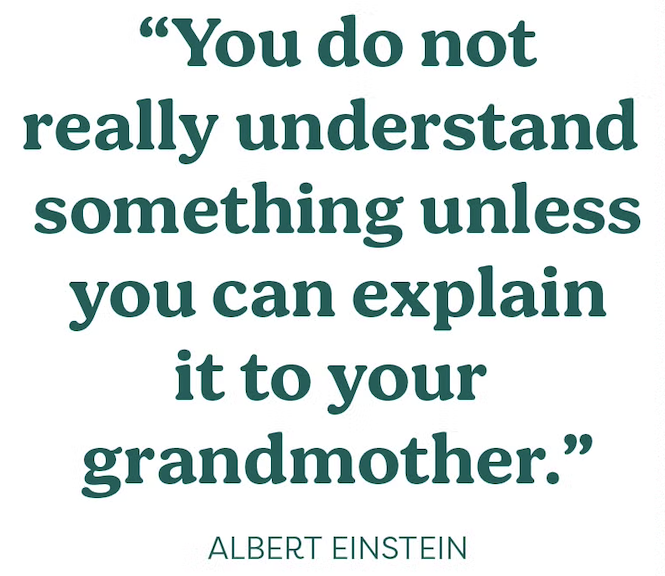 “You do not
really understand
something unless
you can explain
it to your
grandmother.”
ALBERT EINSTEIN